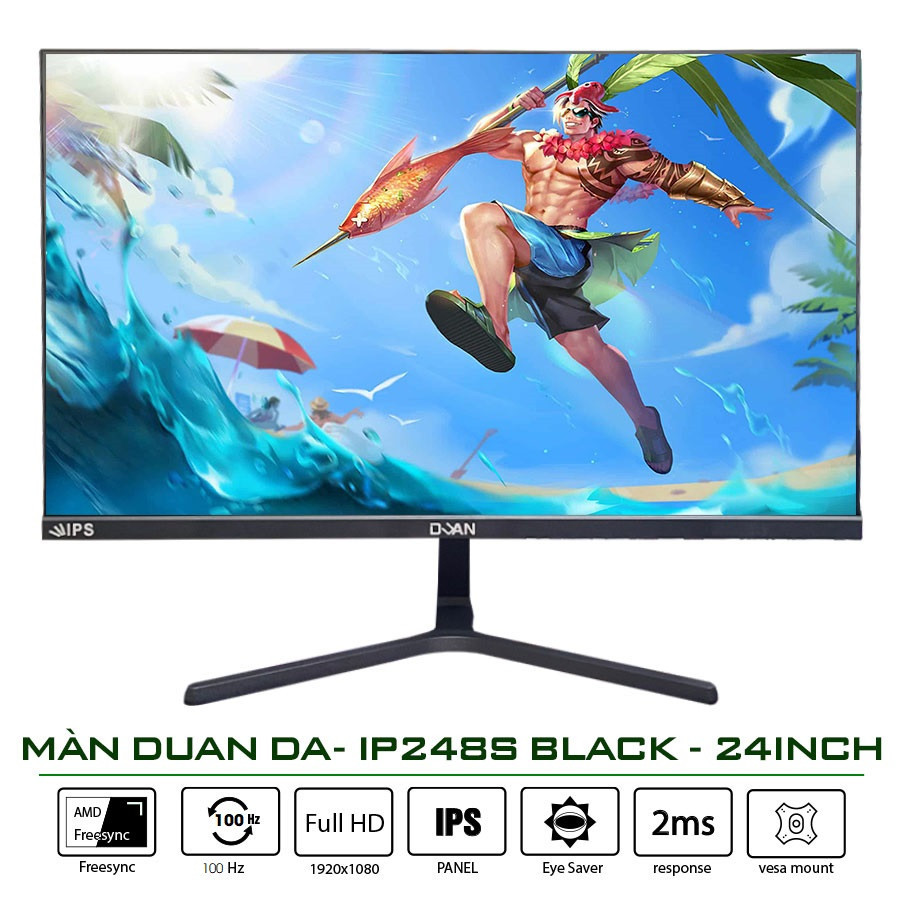 IPS
DUAN
MÀN DUAN DA- IP248S BLACK - 24INCH
AMD
Freesync
Freesync
100 Hz
100 Hz
Full HD
1920x1080
IPS
PANEL
Eye Saver
2ms
response
vesa mount